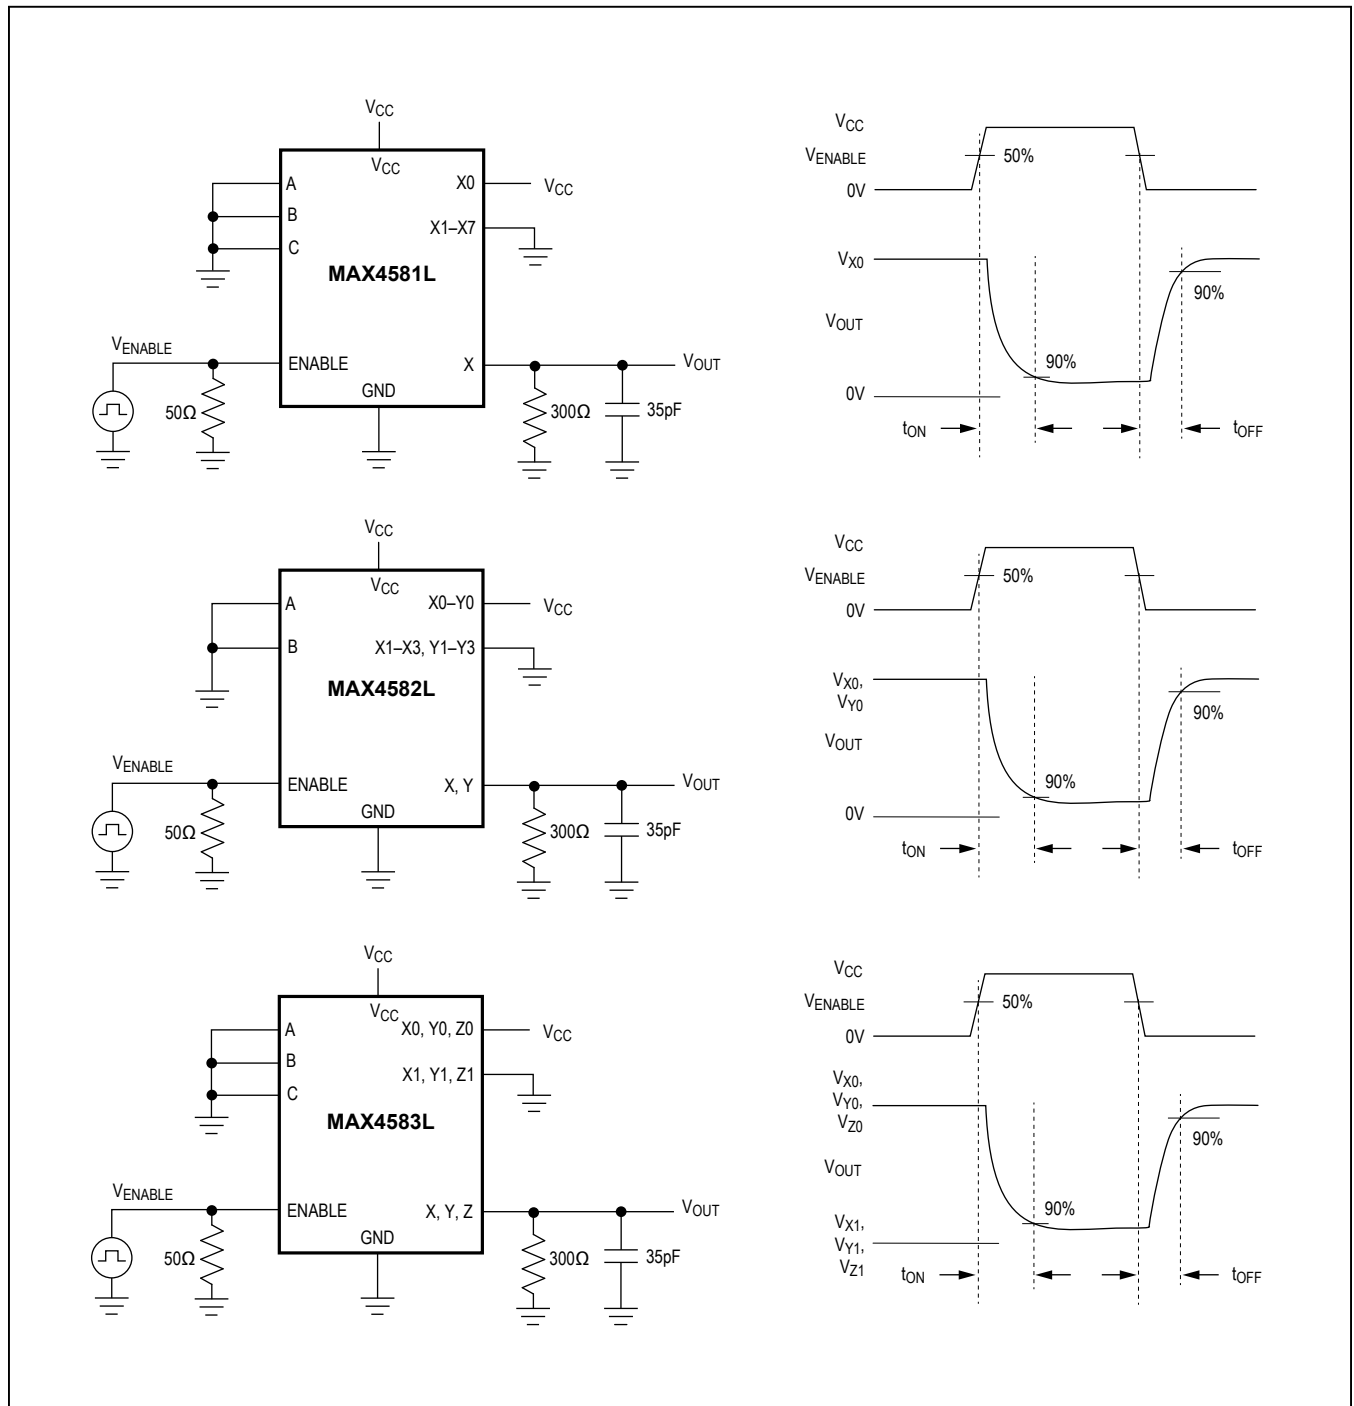 VCC
VCC
A
X0
VCC
B
X1–X7
C
MAX4581L
VENABLE
ENABLE
X
VOUT
GND
50Ω
300Ω
35pF
VCC
VENABLE
50%
0V
VX0
90%
VOUT
90%
0V
tON
tOFF
VCC
VCC
A
X0–Y0
VCC
B
X1–X3, Y1–Y3
MAX4582L
VENABLE
ENABLE
X, Y
VOUT
GND
50Ω
300Ω
35pF
VCC
VENABLE
50%
0V
VX0,
VY0
90%
VOUT
90%
0V
tON
tOFF
VCC
VCC
A
X0, Y0, Z0
VCC
B
X1, Y1, Z1
C
MAX4583L
VENABLE
ENABLE
X, Y, Z
VOUT
GND
50Ω
300Ω
35pF
VCC
VENABLE
50%
0V
VX0,
VY0,
VZ0
90%
VOUT
90%
VX1,
VY1,
VZ1
tON
tOFF